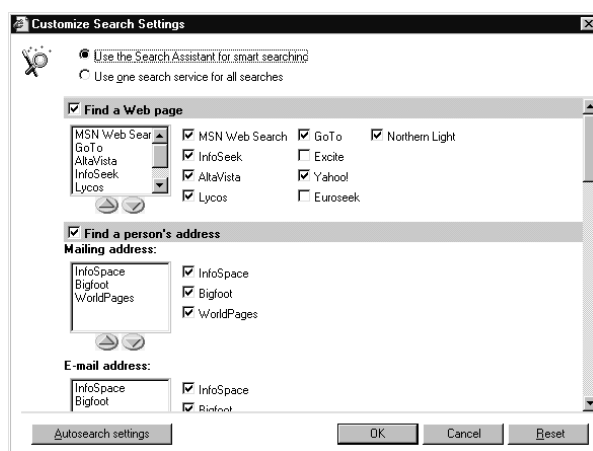 Customize Search Settings
Use the Search Assistant for smart searching
Use one search service for all searches
Find a Web page
MSN Web Sear
GoTo
AltaVista
InfoSeek
Lycos
MSN Web Search
GoTo
Northern Light
InfoSeek
Excite
AltaVista
Yahoo!
Lycos
Euroseek
Find a person's address
Mailing address:
InfoSpace
Bigfoot
WorldPages
InfoSpace
Bigfoot
WorldPages
E-mail address:
InfoSpace
Bigfoot
InfoSpace
Bigfoot
Autosearch settings
OK
Cancel
Reset